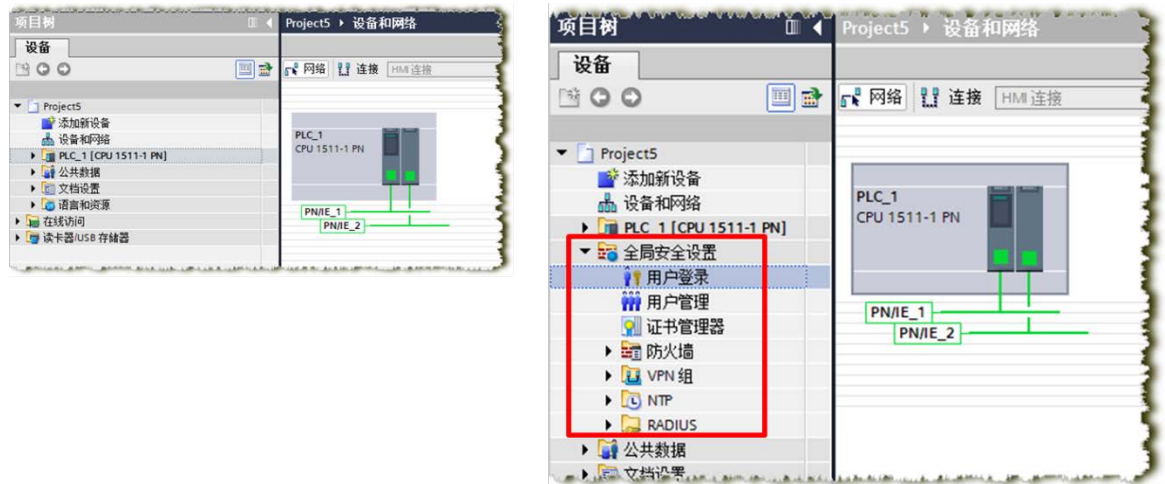 项目树
Project5 ▸ 设备和网络
设备
网络
连接
HMI 连接
Project5
添加新设备
设备和网络
PLC_1 [CPU 1511-1 PN]
公共数据
文档设置
语言和资源
在线访问
读卡器/USB 存储器
PLC_1
CPU 1511-1 PN
PN/IE_1
PN/IE_2
项目树
Project5 ▸ 设备和网络
设备
网络
连接
HMI 连接
Project5
添加新设备
设备和网络
PLC_1 [CPU 1511-1 PN]
全局安全设置
用户登录
用户管理
证书管理器
防火墙
VPN 组
NTP
RADIUS
公共数据
文档设置
PLC_1
CPU 1511-1 PN
PN/IE_1
PN/IE_2